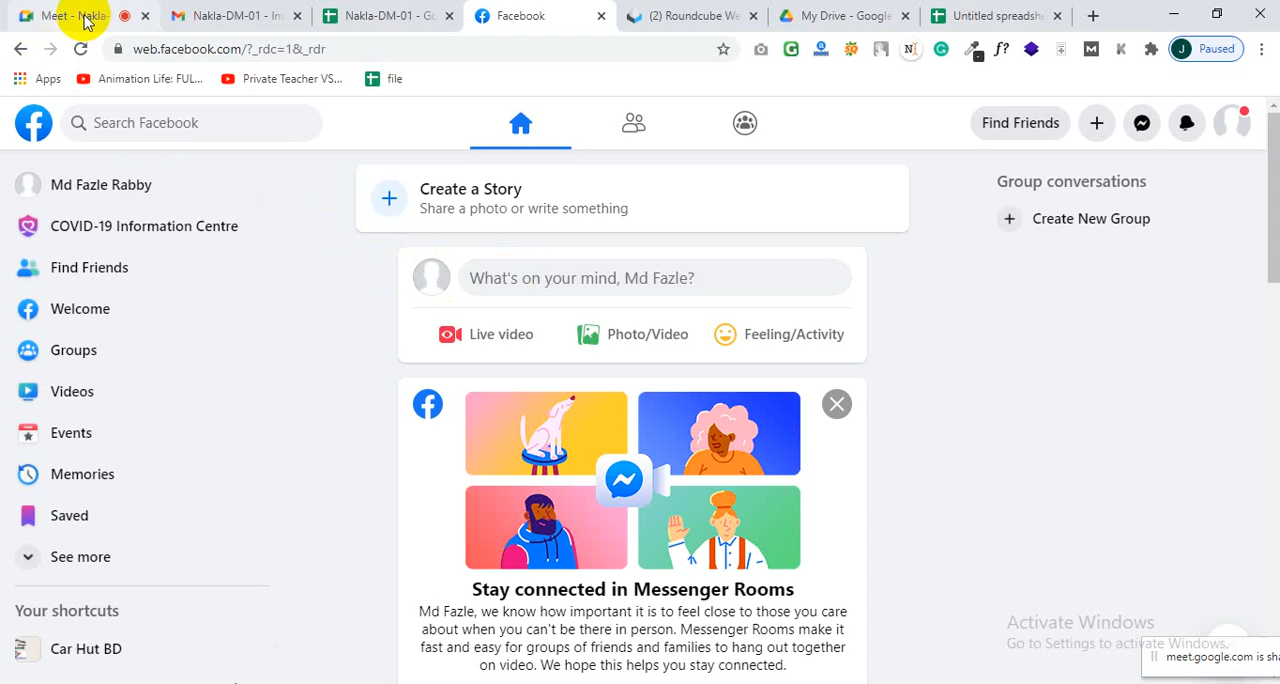 Meet - Nakla-
Nakla-DM-01 - In
Nakla-DM-01 - Go
Facebook
(2) Roundcube We
My Drive - Google
Untitled spreadshe
web.facebook.com/?_rdc=1&_rdr
Paused
Apps
Animation Life: FUL...
Private Teacher VS...
file
Search Facebook
Find Friends
Md Fazle Rabby
COVID-19 Information Centre
Find Friends
Welcome
Groups
Videos
Events
Memories
Saved
See more
Your shortcuts
Car Hut BD
Create a Story
Share a photo or write something
What's on your mind, Md Fazle?
Live video
Photo/Video
Feeling/Activity
Stay connected in Messenger Rooms
Md Fazle, we know how important it is to feel close to those you care
about when you can't be there in person. Messenger Rooms make it
fast and easy for groups of friends and families to hang out together
on video. We hope this helps you stay connected.
Group conversations
Create New Group
Activate Windows
Go to Settings to activate Windows.
meet.google.com is sha